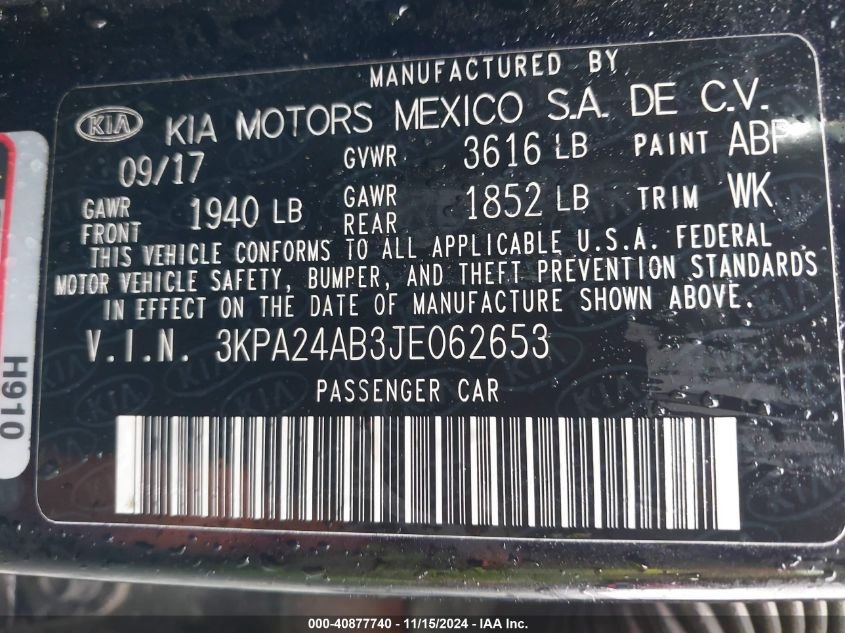 MANUFACTURED BY
KIA KIA MOTORS MEXICO S.A. DE C.V.
09/17 GVWR 3616 LB PAINT ABP
GAWR FRONT 1940 LB GAWR REAR 1852 LB TRIM WK
THIS VEHICLE CONFORMS TO ALL APPLICABLE U.S.A. FEDERAL
MOTOR VEHICLE SAFETY, BUMPER, AND THEFT PREVENTION STANDARDS
IN EFFECT ON THE DATE OF MANUFACTURE SHOWN ABOVE.
V.I.N. 3KPA24AB3JE062653
PASSENGER CAR
H910
000-40877740 - 11/15/2024 - IAA Inc.